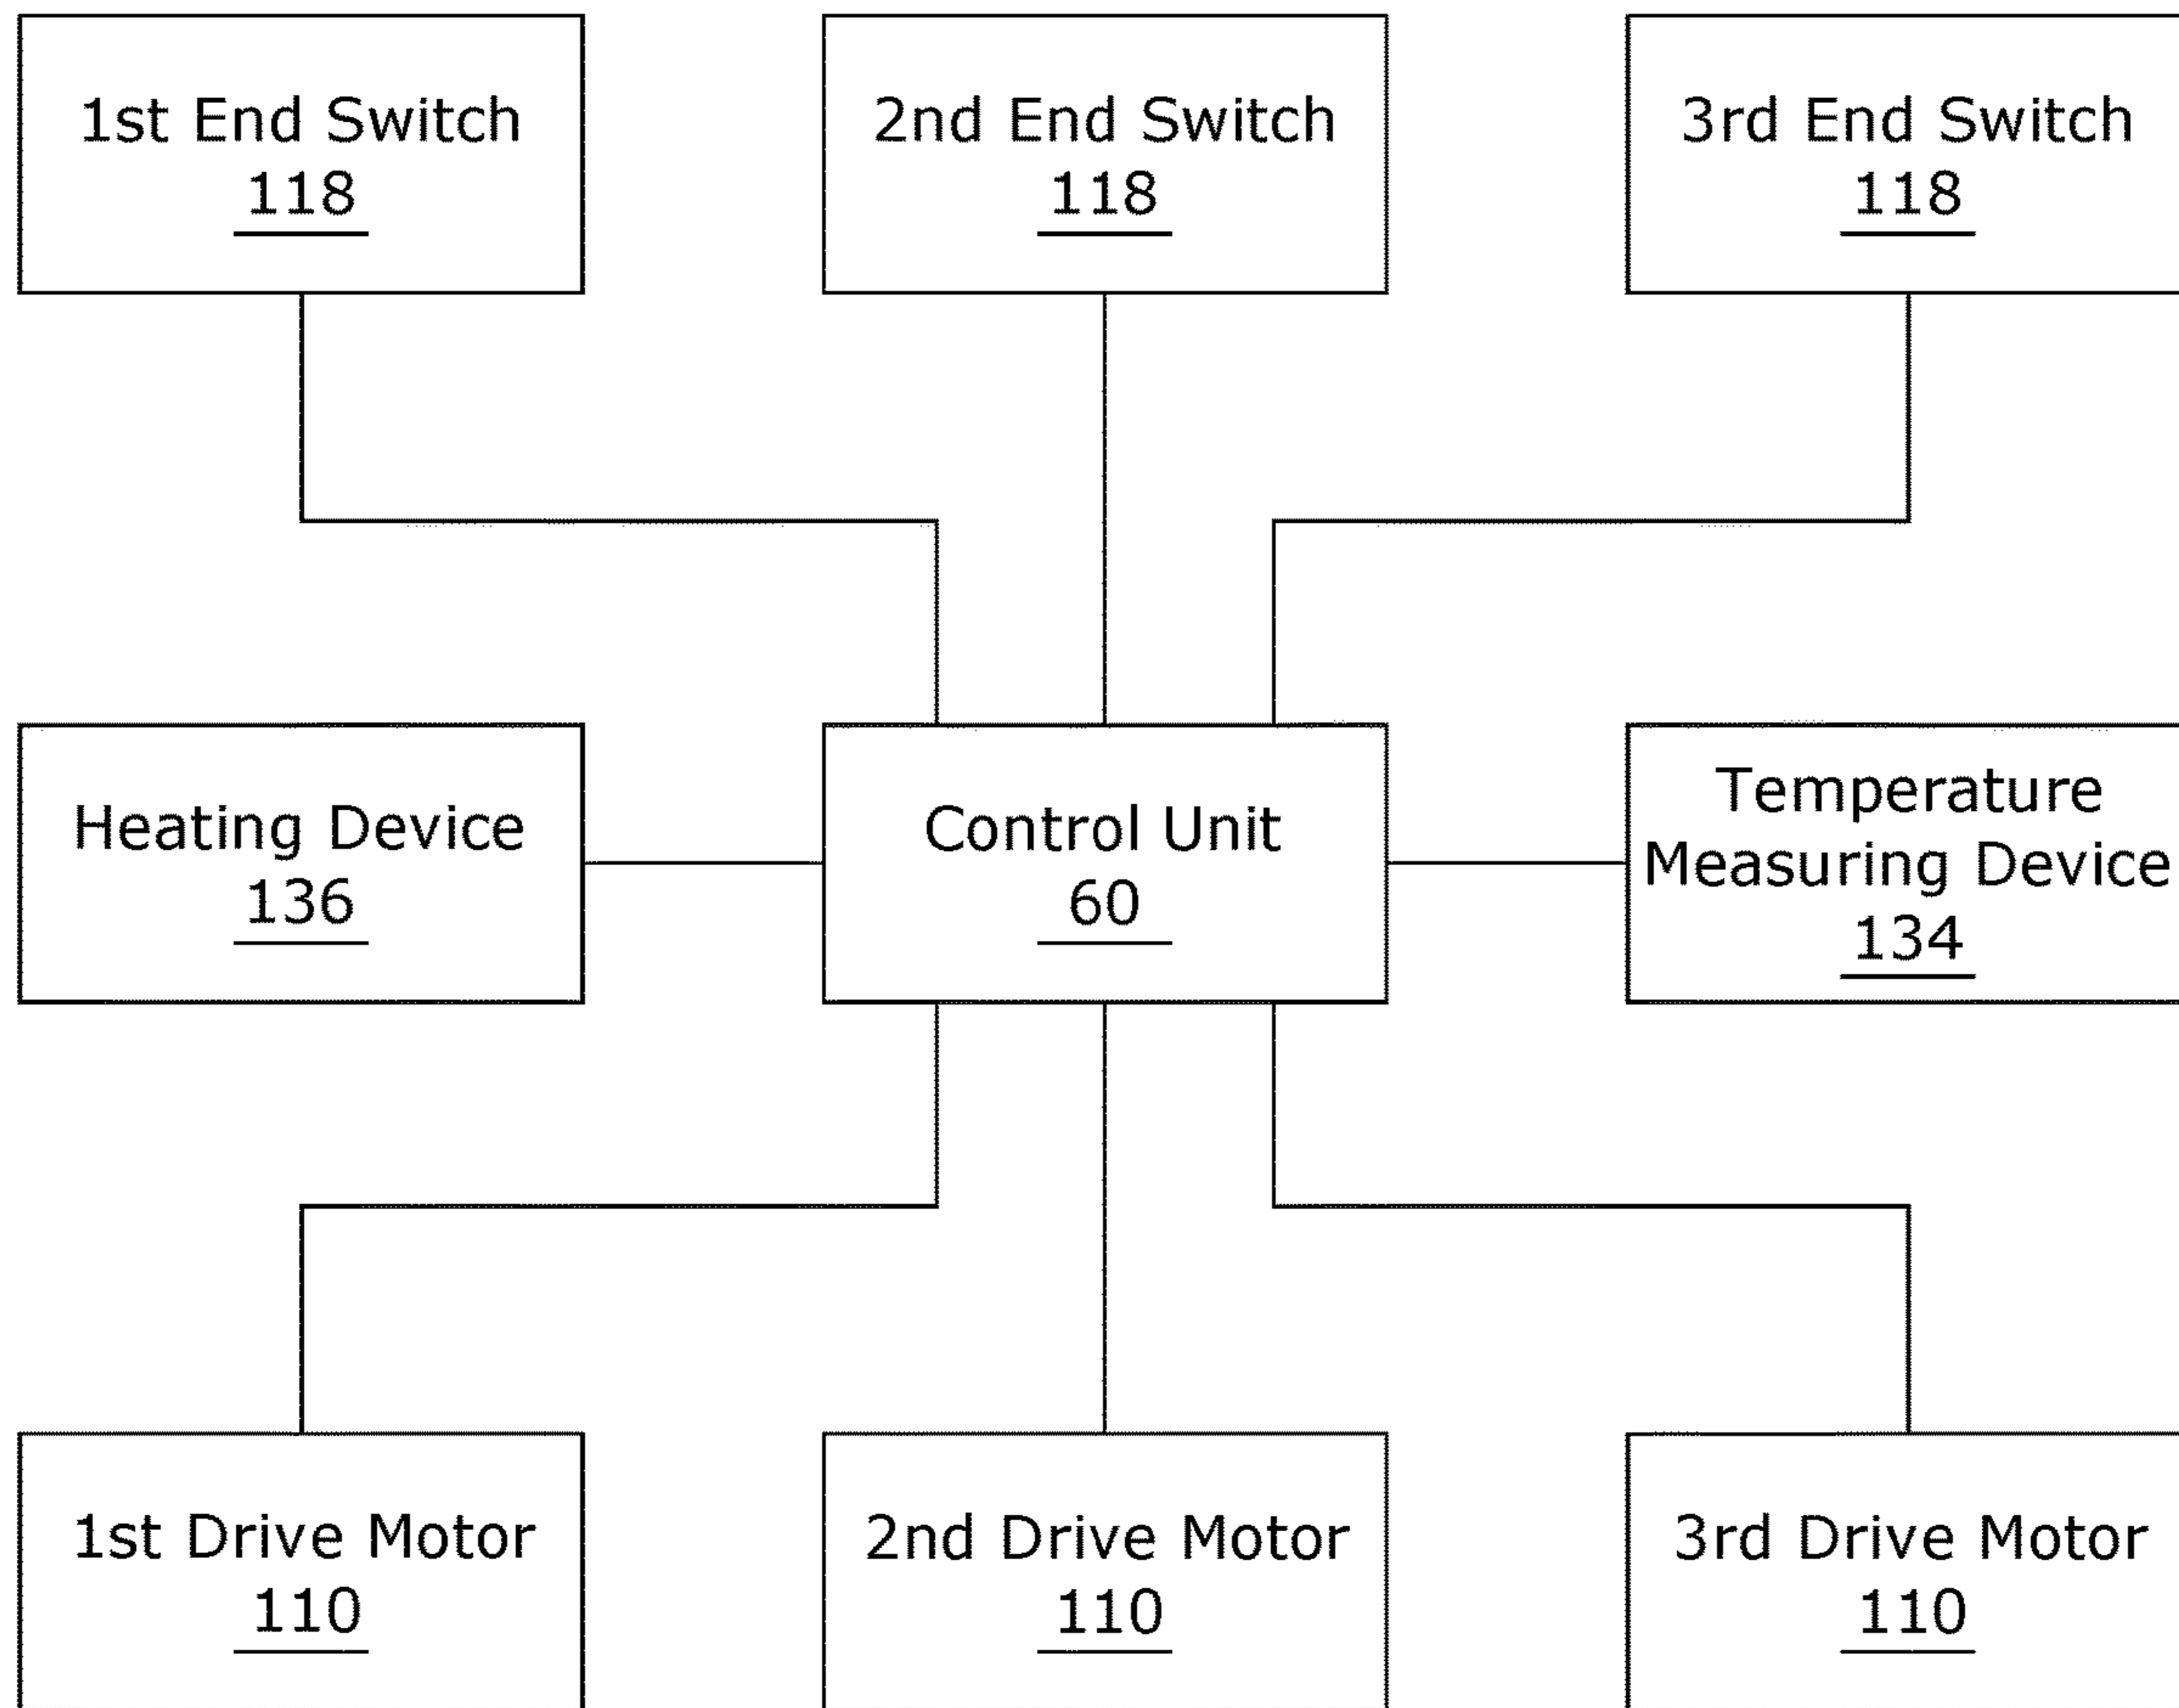 1st End Switch
118
2nd End Switch
118
3rd End Switch
118
Heating Device
136
Control Unit
60
Temperature
Measuring Device
134
1st Drive Motor
110
2nd Drive Motor
110
3rd Drive Motor
110